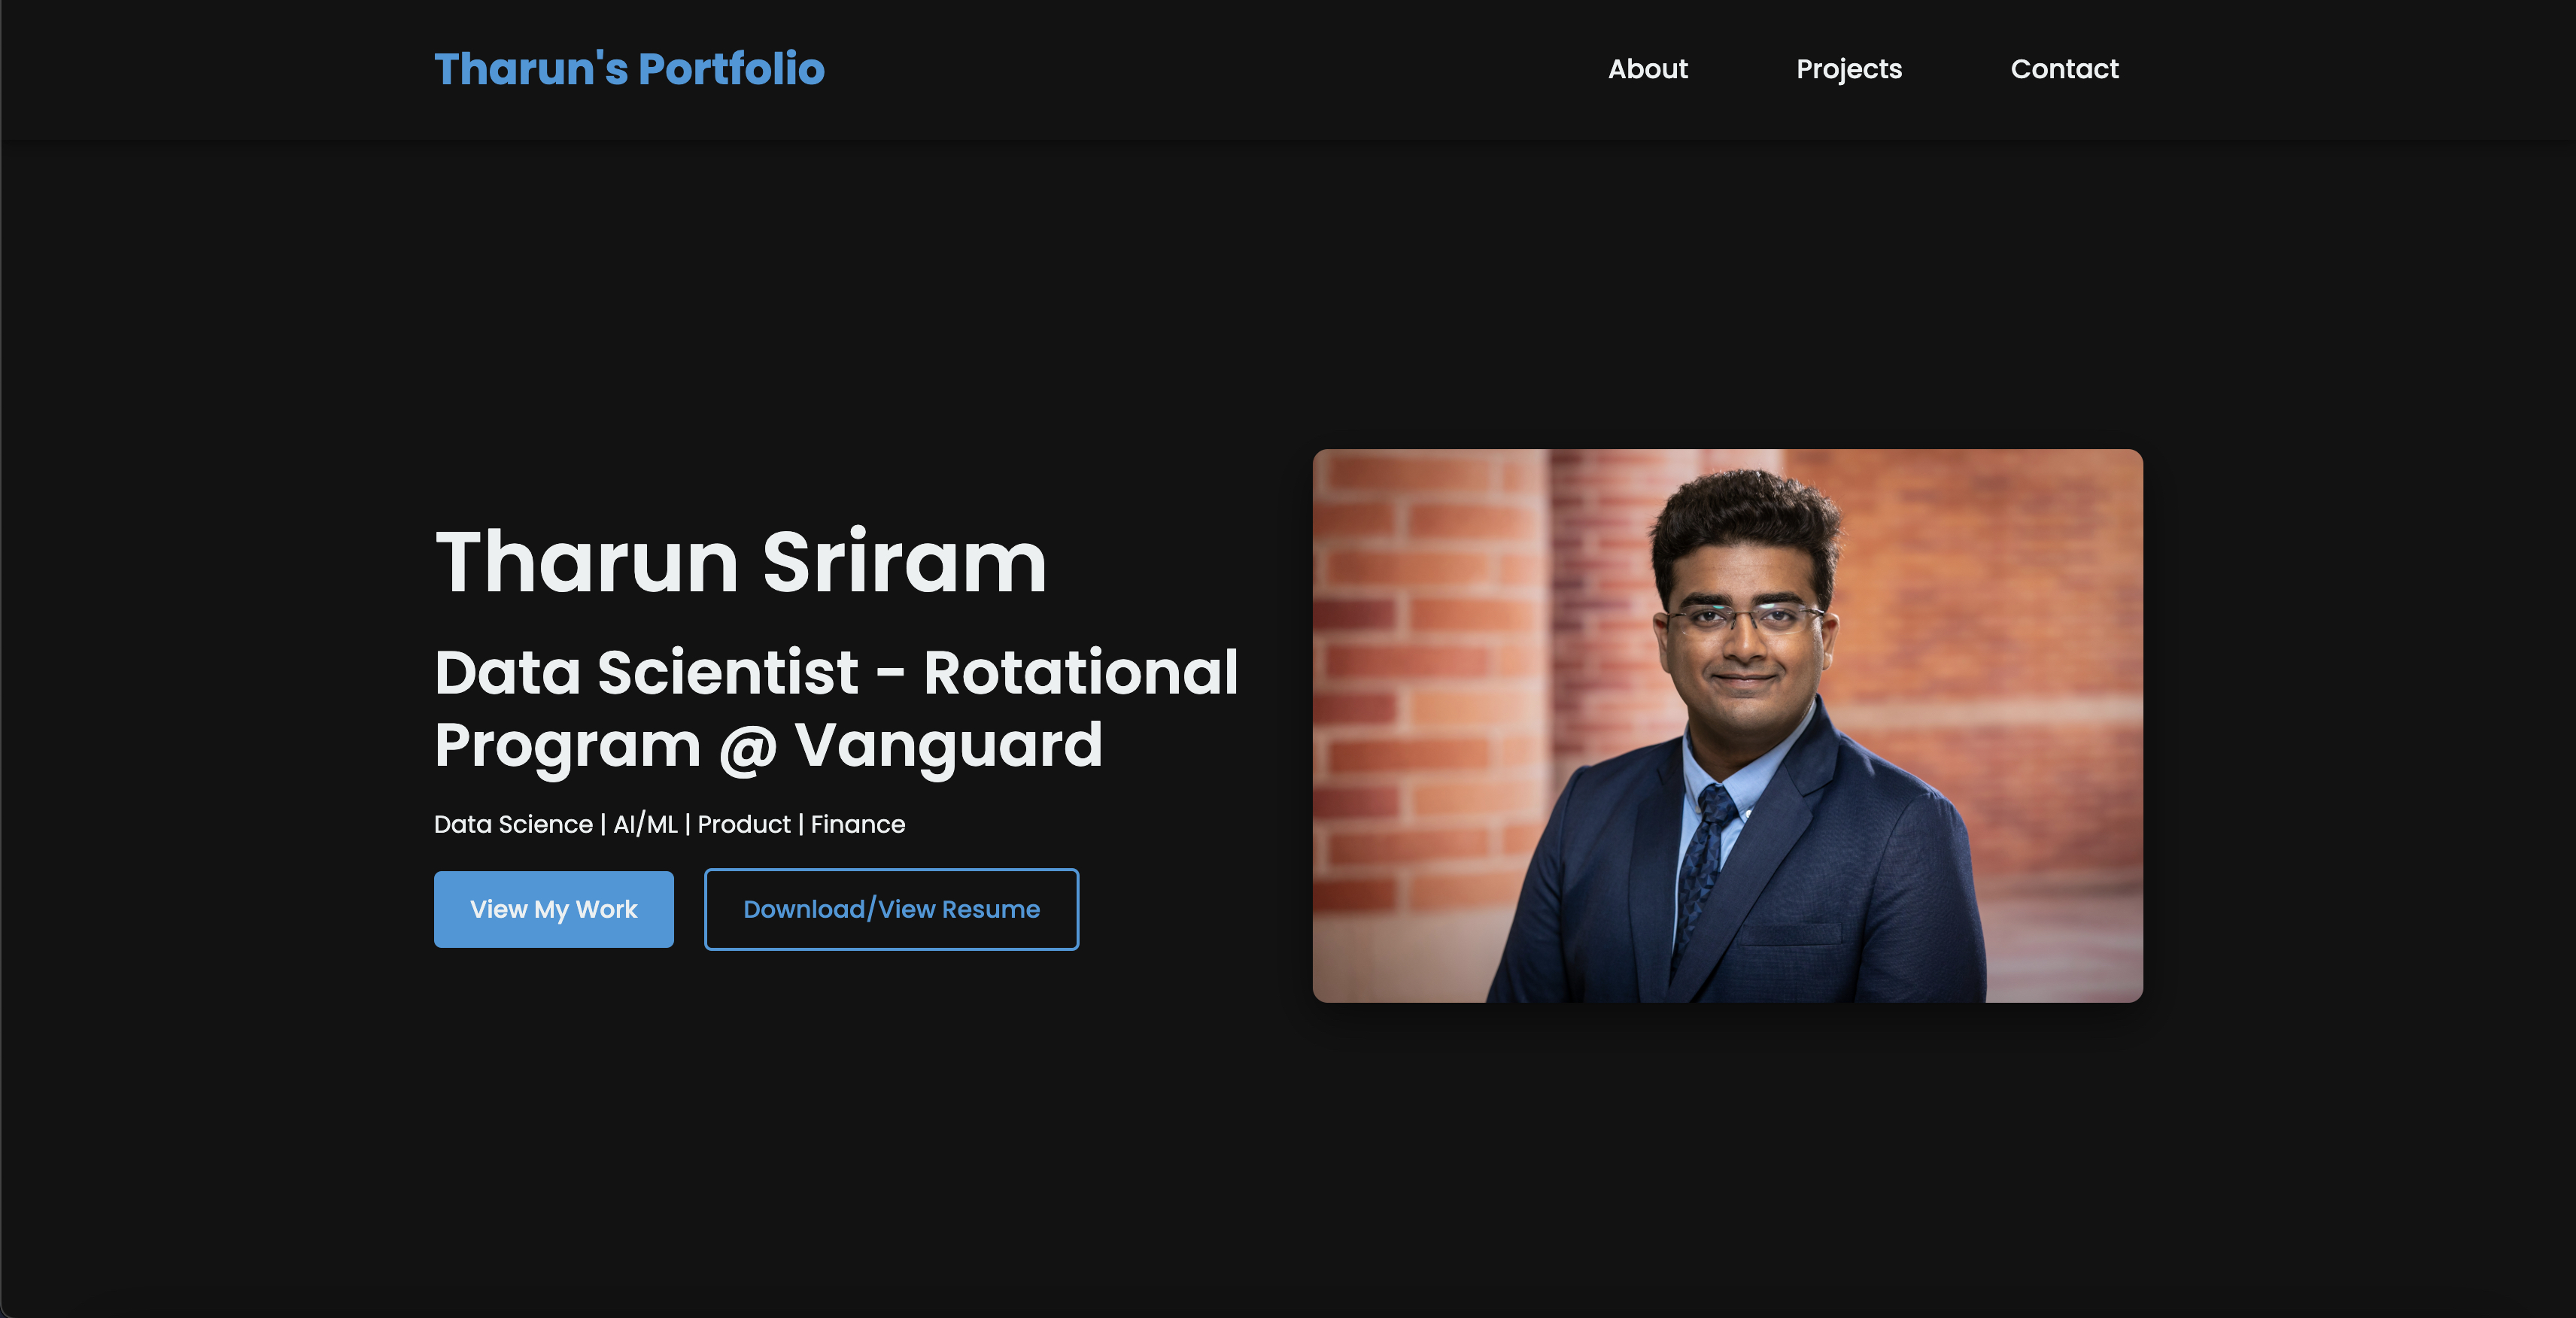 Tharun's Portfolio
About
Projects
Contact
Tharun Sriram
Data Scientist - Rotational
Program @ Vanguard
Data Science | AI/ML | Product | Finance
View My Work
Download/View Resume